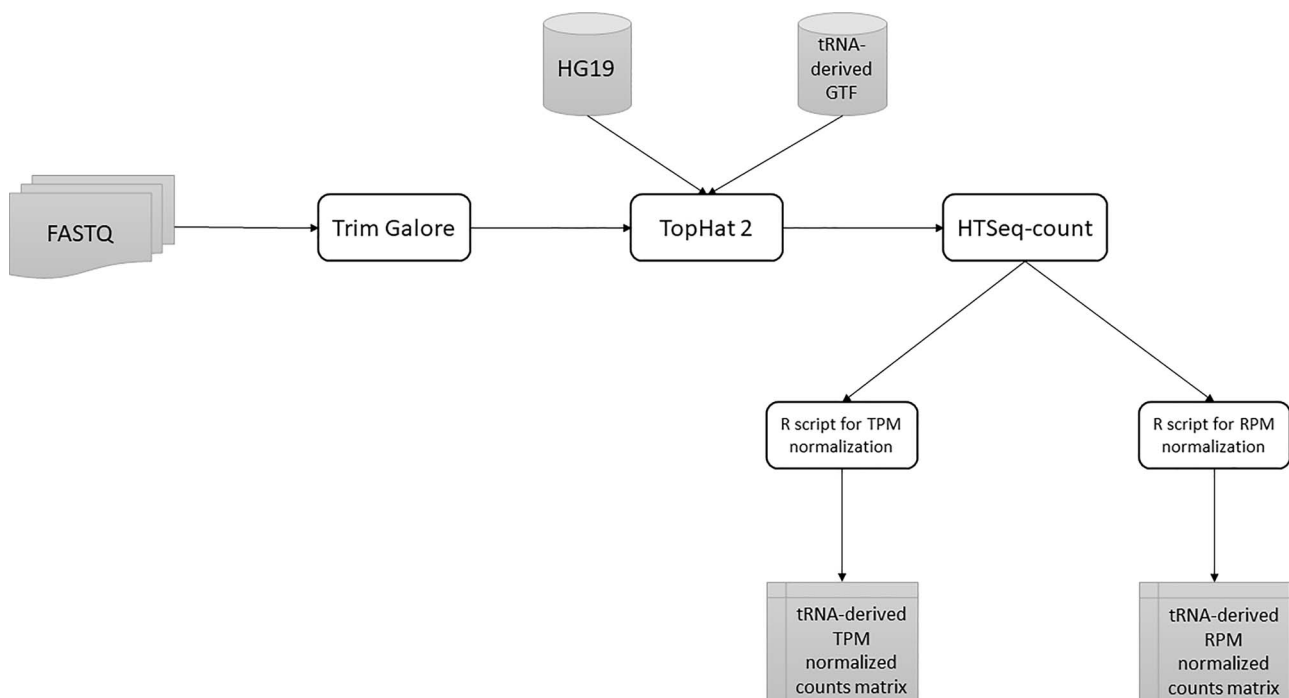 HG19
tRNA-
derived
GTF
FASTQ
Trim Galore
TopHat 2
HTSeq-count
R script for TPM
normalization
R script for RPM
normalization
tRNA-derived
TPM
normalized
counts matrix
tRNA-derived
RPM
normalized
counts matrix